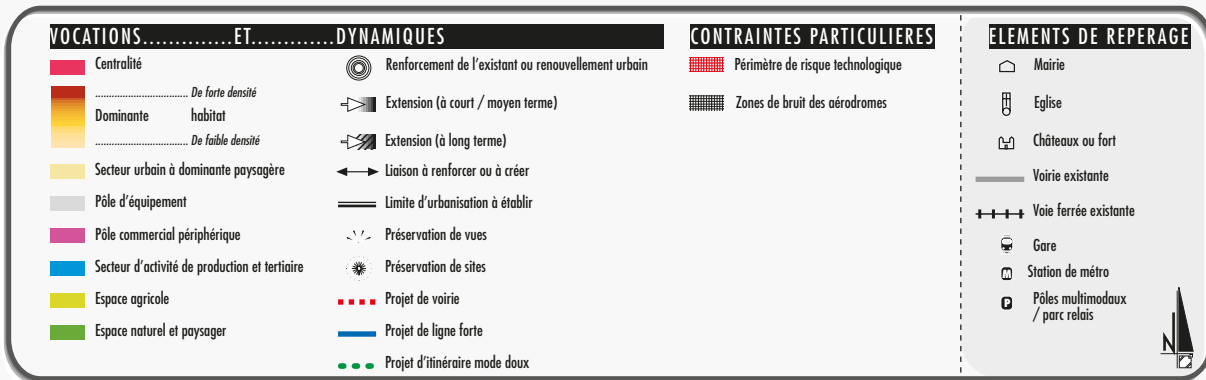 VOCATIONS..............ET............DYNAMIQUES
Centralité
................................ De forte densité
Dominante habitat
................................ De faible densité
Secteur urbain à dominante paysagère
Pôle d'équipement
Pôle commercial périphérique
Secteur d'activité de production et tertiaire
Espace agricole
Espace naturel et paysager
Renforcement de l'existant ou renouvellement urbain
Extension (à court / moyen terme)
Extension (à long terme)
Liaison à renforcer ou à créer
Limite d'urbanisation à établir
Préservation de vues
Préservation de sites
Projet de voirie
Projet de ligne forte
Projet d'itinéraire mode doux
CONTRAINTES PARTICULIERES
Périmètre de risque technologique
Zones de bruit des aérodromes
ELEMENTS DE REPERAGE
Mairie
Eglise
Châteaux ou fort
Voirie existante
Voie ferrée existante
Gare
Station de métro
P
Pôles multimodaux
/ parc relais
N